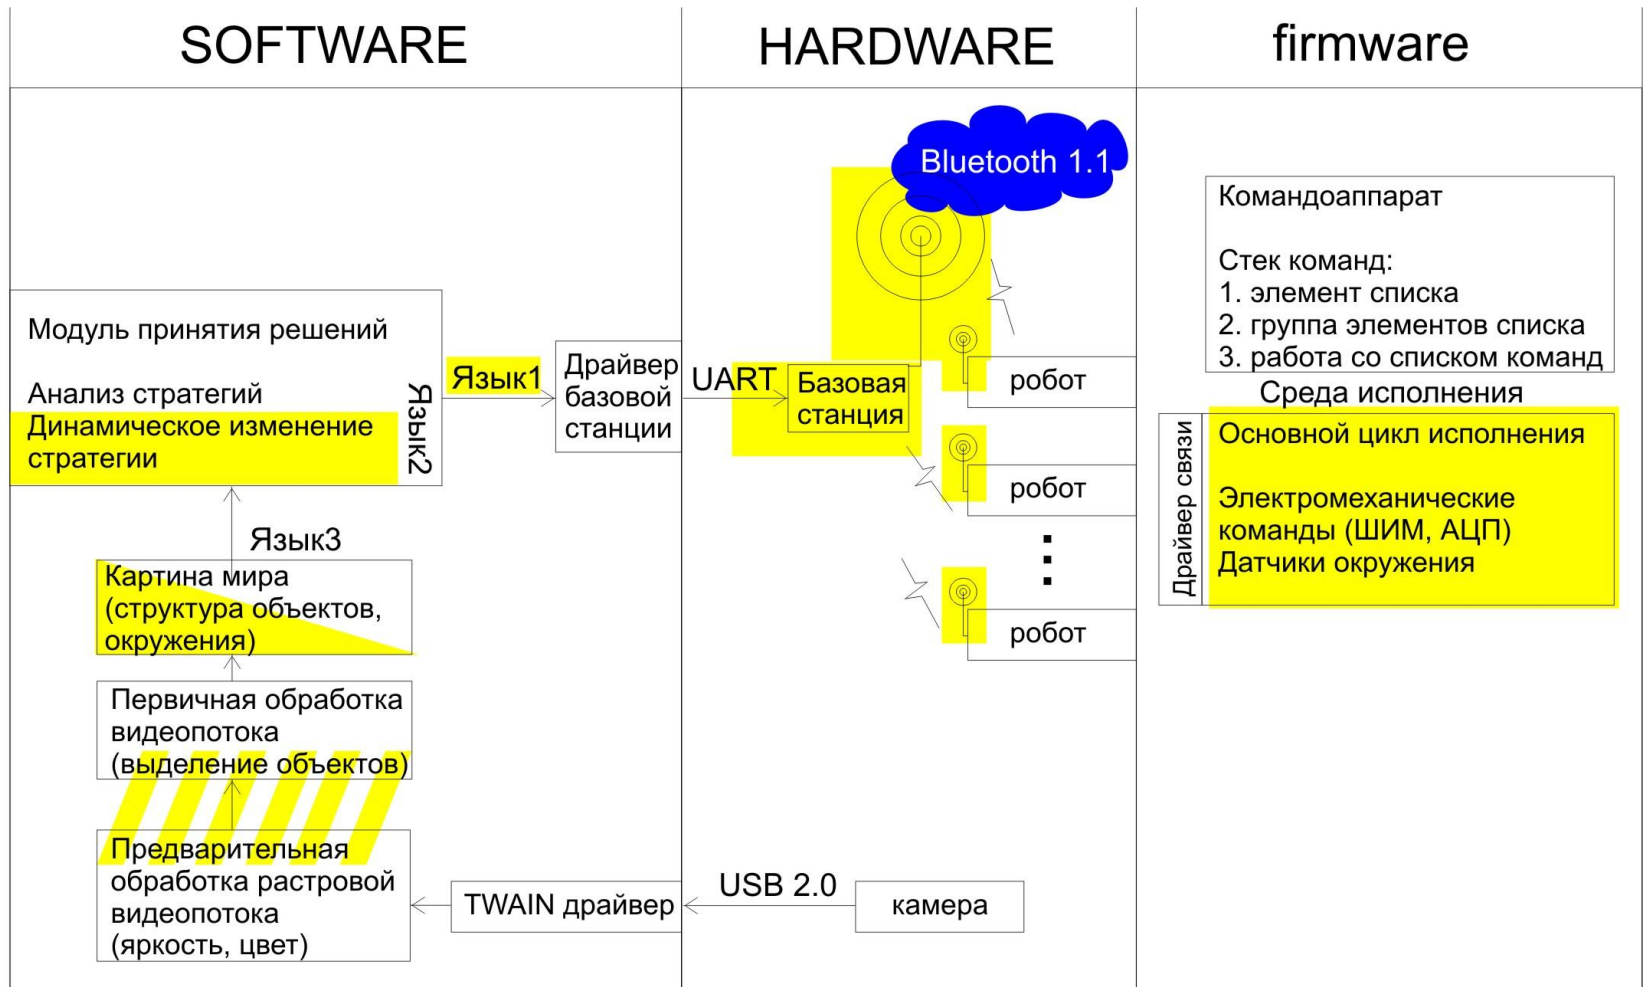 SOFTWARE
HARDWARE
firmware
Bluetooth 1.1
Командоаппарат
Стек команд:
1. элемент списка
2. группа элементов списка
3. работа со списком команд
Среда исполнения
Драйвер связи
Основной цикл исполнения
Электромеханические
команды (ШИМ, АЦП)
Датчики окружения
Модуль принятия решений
Анализ стратегий
Динамическое изменение
стратегии
Язык2
Язык1
Драйвер
базовой
станции
UART
Базовая
станция
робот
робот
робот
Язык3
Картина мира
(структура объектов,
окружения)
Первичная обработка
видеопотока
(выделение объектов)
Предварительная
обработка растровой
видеопотока
(яркость, цвет)
TWAIN драйвер
USB 2.0
камера